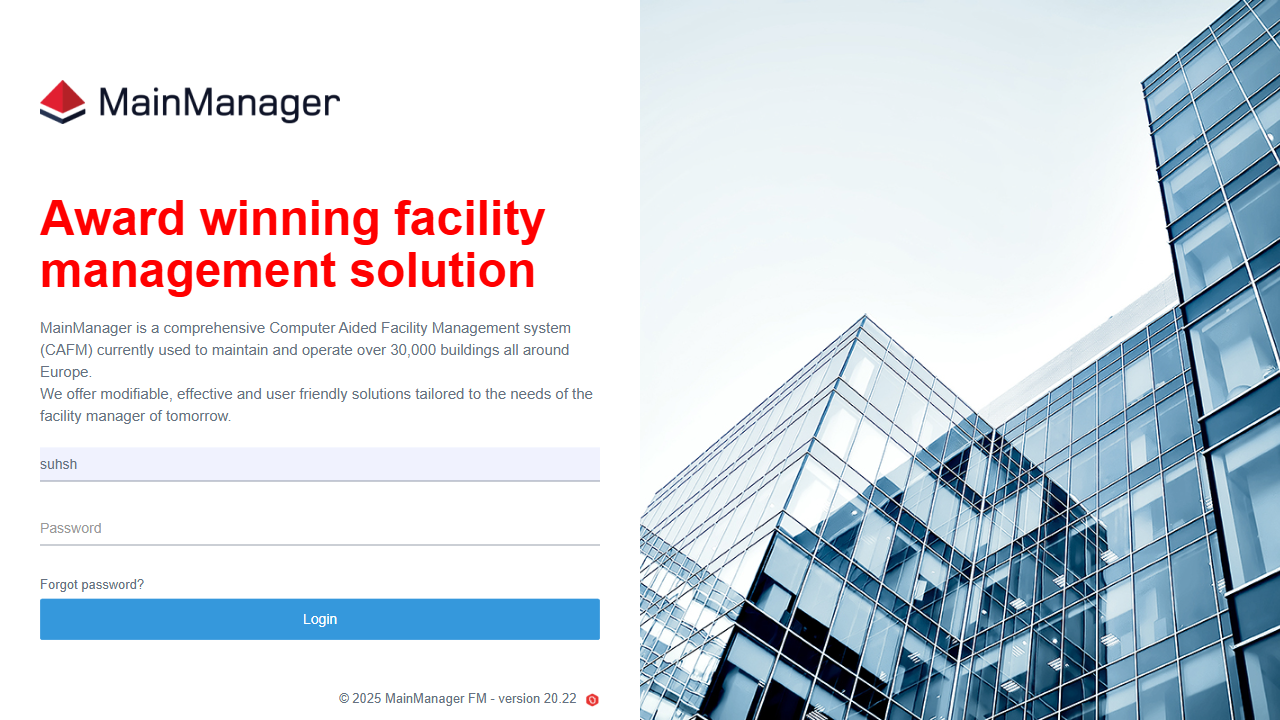 MainManager
Award winning facility
management solution
MainManager is a comprehensive Computer Aided Facility Management system
(CAFM) currently used to maintain and operate over 30,000 buildings all around
Europe.
We offer modifiable, effective and user friendly solutions tailored to the needs of the
facility manager of tomorrow.
suhsh
Password
Forgot password?
Login
© 2025 MainManager FM - version 20.22